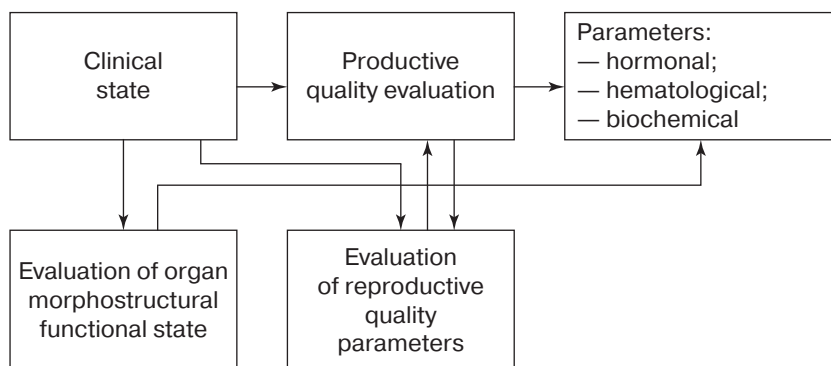 Clinical
state
Productive
quality evaluation
Parameters:
— hormonal;
— hematological;
— biochemical
Evaluation of organ
morphostructural
functional state
Evaluation
of reproductive
quality
parameters